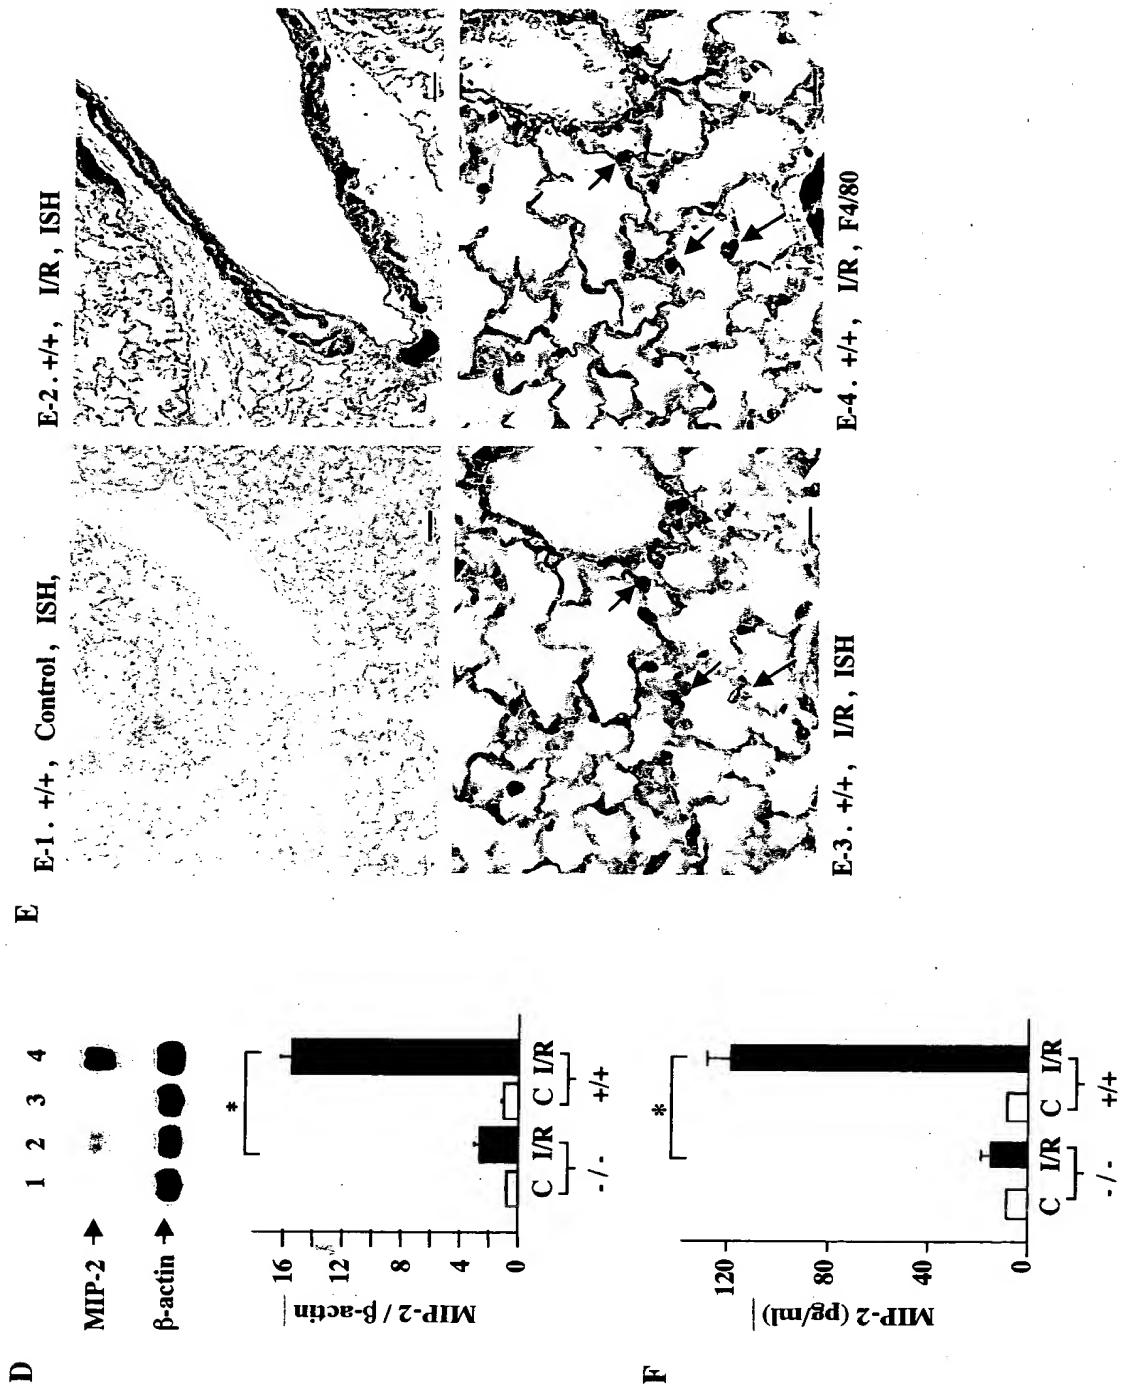 D
1 2 3 4
MIP-2
β-actin
*
MIP-2 / β-actin
16
12
8
4
0
C I/R C I/R
-/- +/+
E
E-1. +/+, Control, ISH,
E-2. +/+, I/R, ISH
E-3. +/+, I/R, ISH
E-4. +/+, I/R, F4/80
F
*
MIP-2 (pg/ml)
120
80
40
0
C I/R C I/R
-/- +/+